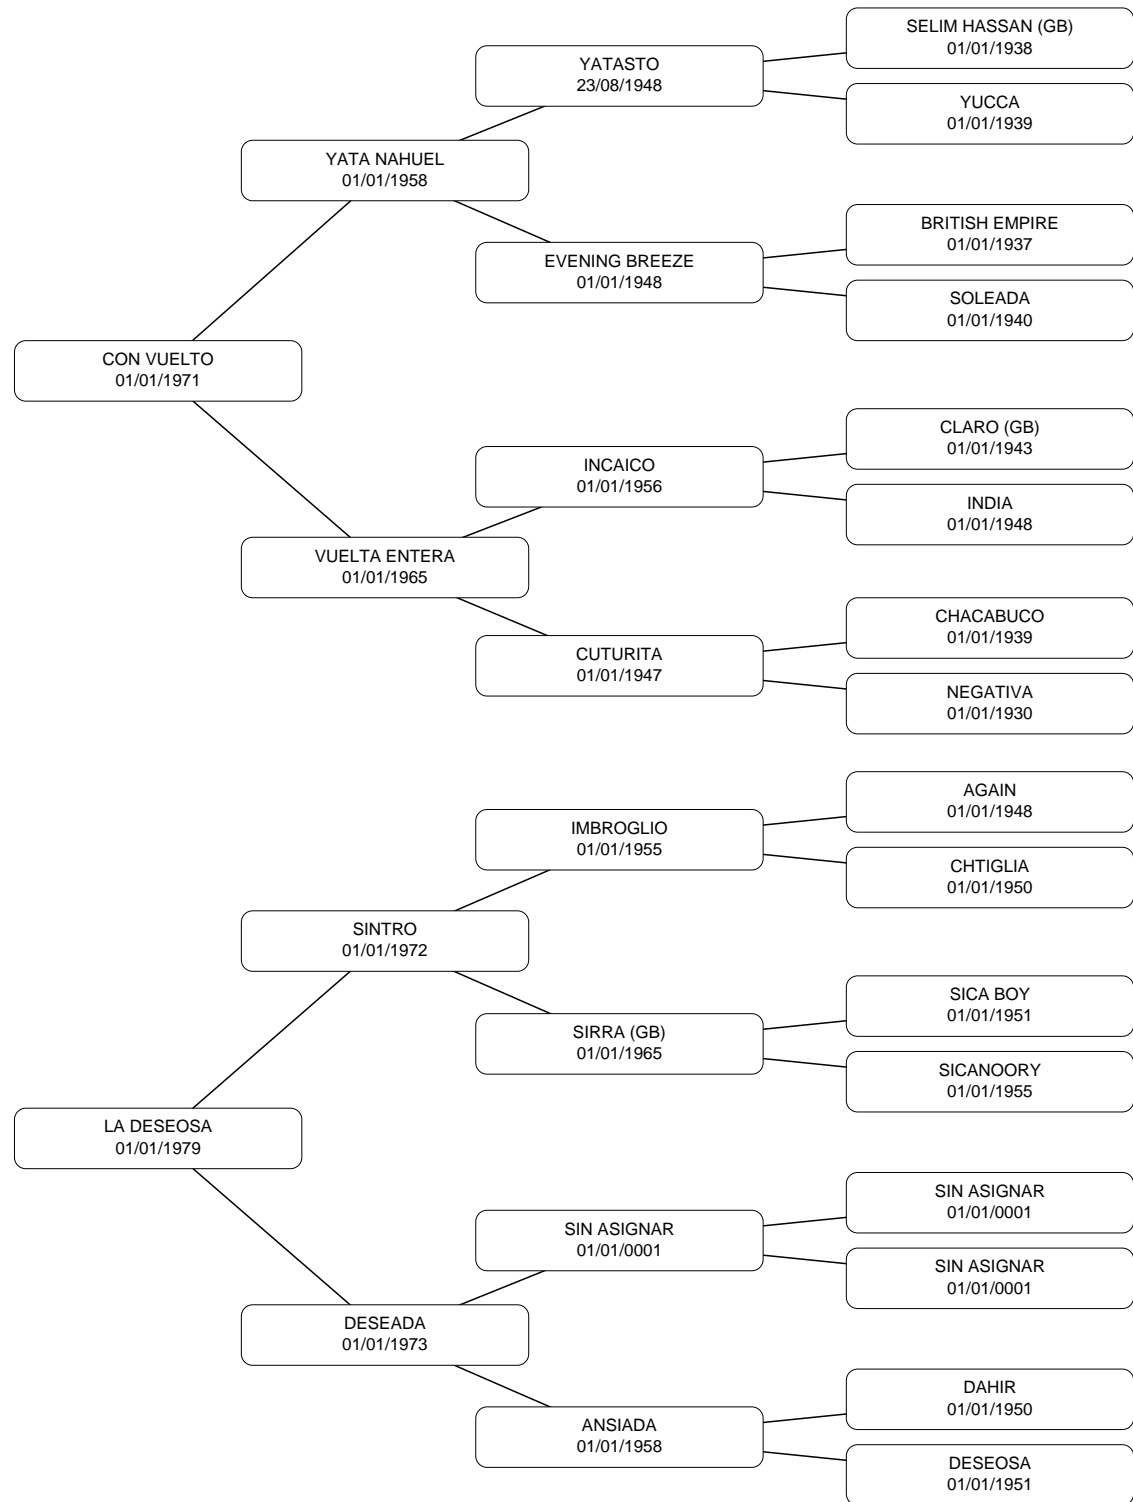 SELIM HASSAN (GB)
01/01/1938
YATASTO
23/08/1948
YUCCA
01/01/1939
YATA NAHUEL
01/01/1958
BRITISH EMPIRE
01/01/1937
EVENING BREEZE
01/01/1948
SOLEADA
01/01/1940
CON VUELTO
01/01/1971
CLARO (GB)
01/01/1943
INCAICO
01/01/1956
INDIA
01/01/1948
VUELTA ENTERA
01/01/1965
CHACABUCO
01/01/1939
CUTURITA
01/01/1947
NEGATIVA
01/01/1930
AGAIN
01/01/1948
IMBROGLIO
01/01/1955
CHTIGLIA
01/01/1950
SINTRO
01/01/1972
SICA BOY
01/01/1951
SIRRA (GB)
01/01/1965
SICANOORY
01/01/1955
LA DESEOSA
01/01/1979
SIN ASIGNAR
01/01/0001
SIN ASIGNAR
01/01/0001
SIN ASIGNAR
01/01/0001
DESEADA
01/01/1973
DAHIR
01/01/1950
ANSIADA
01/01/1958
DESEOSA
01/01/1951